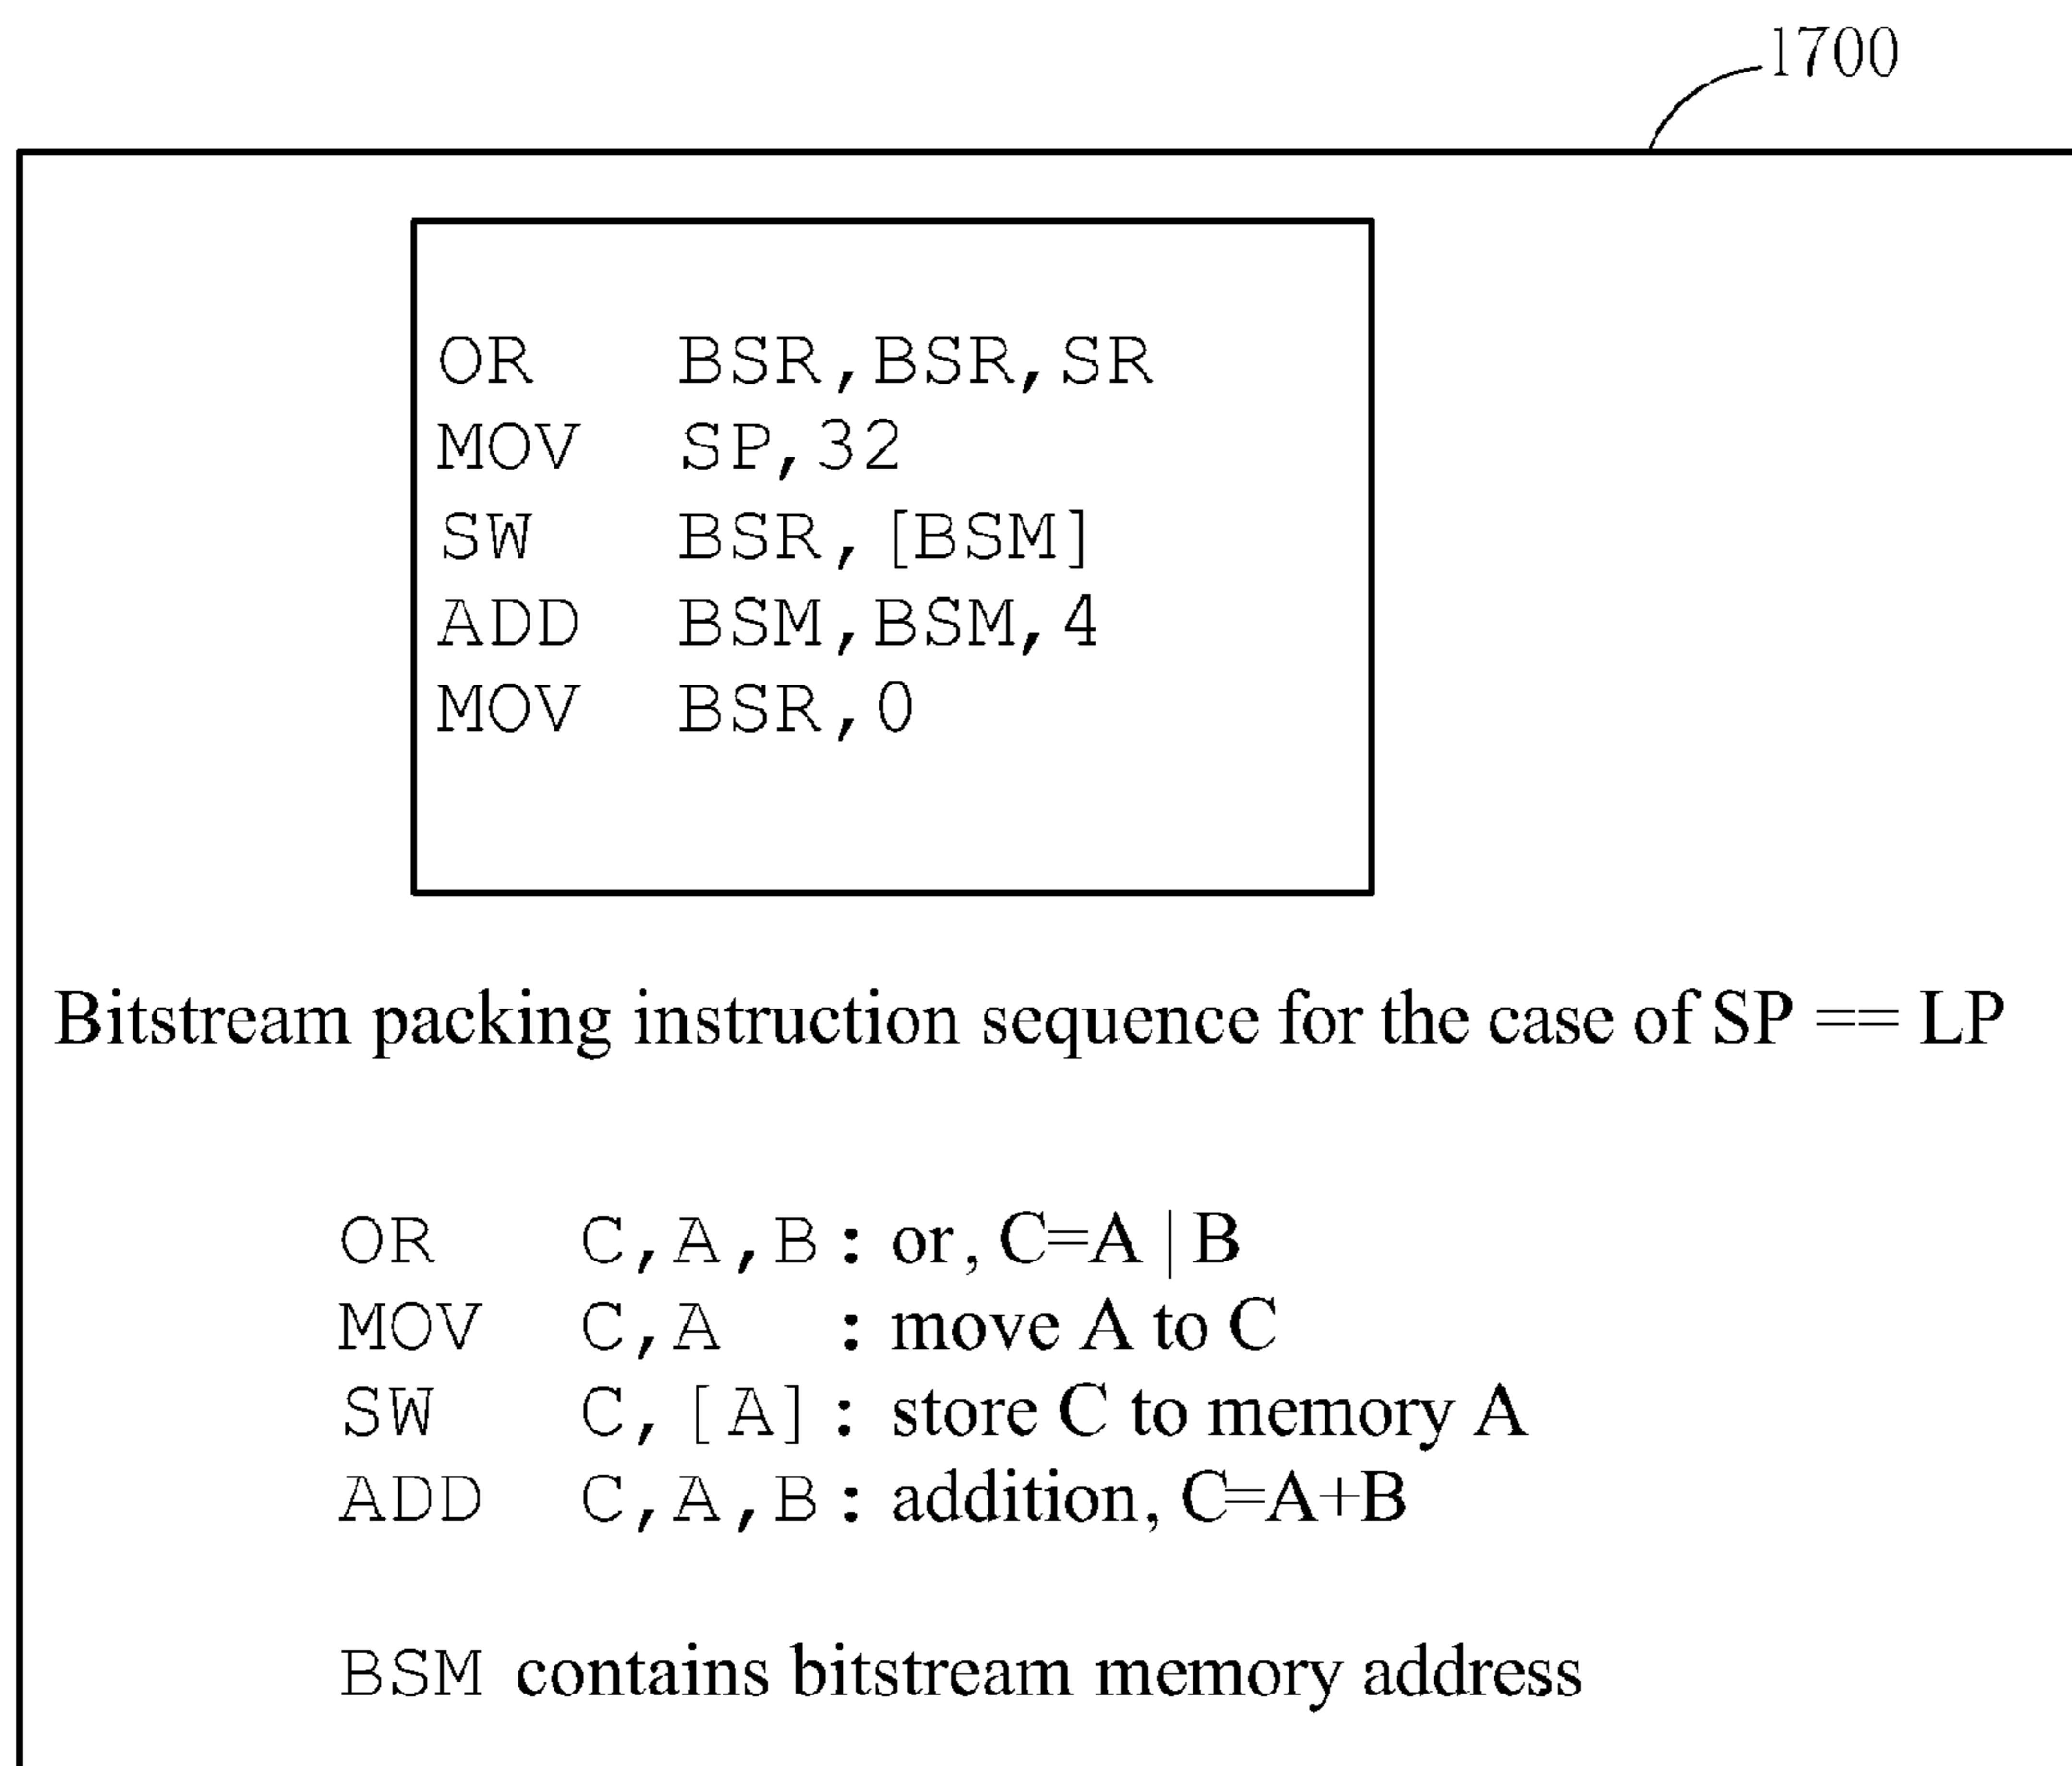 1700
OR BSR,BSR,SR
MOV SP,32
SW BSR,[BSM]
ADD BSM,BSM,4
MOV BSR,0
Bitstream packing instruction sequence for the case of SP == LP
OR C,A,B: or, C=A | B
MOV C,A : move A to C
SW C,[A]: store C to memory A
ADD C,A,B: addition, C=A+B
BSM contains bitstream memory address